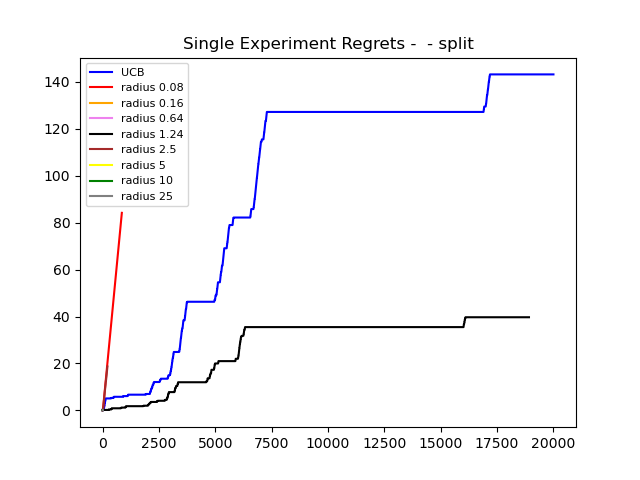 Single Experiment Regrets -  - split
140
120
100
80
60
40
20
0
UCB
radius 0.08
radius 0.16
radius 0.64
radius 1.24
radius 2.5
radius 5
radius 10
radius 25
0 2500 5000 7500 10000 12500 15000 17500 20000